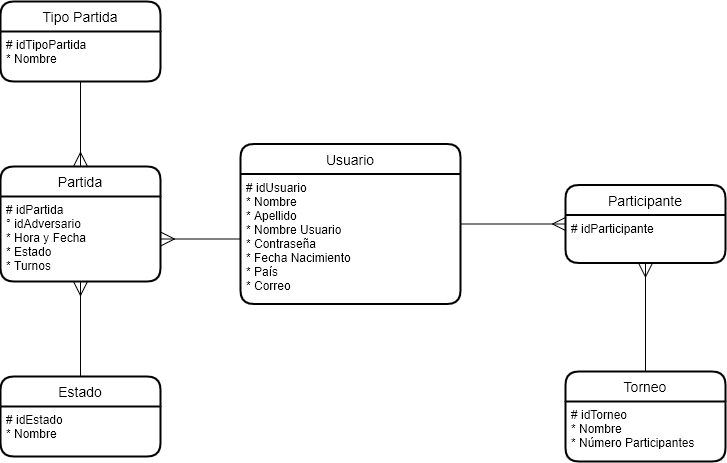 Tipo Partida
# idTipoPartida
* Nombre
Partida
# idPartida
° idAdversario
* Hora y Fecha
* Estado
* Turnos
Estado
# idEstado
* Nombre
Usuario
# idUsuario
* Nombre
* Apellido
* Nombre Usuario
* Contraseña
* Fecha Nacimiento
* País
* Correo
Participante
# idParticipante
Torneo
# idTorneo
* Nombre
* Número Participantes